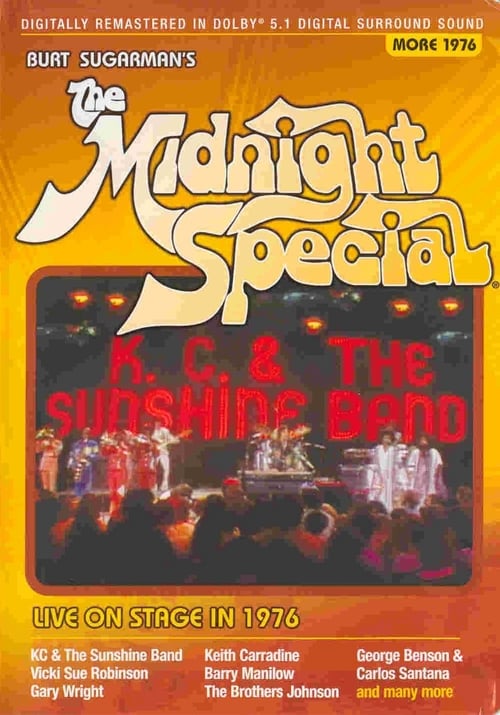 DIGITALLY REMASTERED IN DOLBY® 5.1 DIGITAL SURROUND SOUND
MORE 1976
BURT SUGARMAN'S
The
Midnight
Special®
K. C. & THE
SUNSHINE BAND
LIVE ON STAGE IN 1976
KC & The Sunshine Band
Vicki Sue Robinson
Gary Wright
Keith Carradine
Barry Manilow
The Brothers Johnson
George Benson &
Carlos Santana
and many more